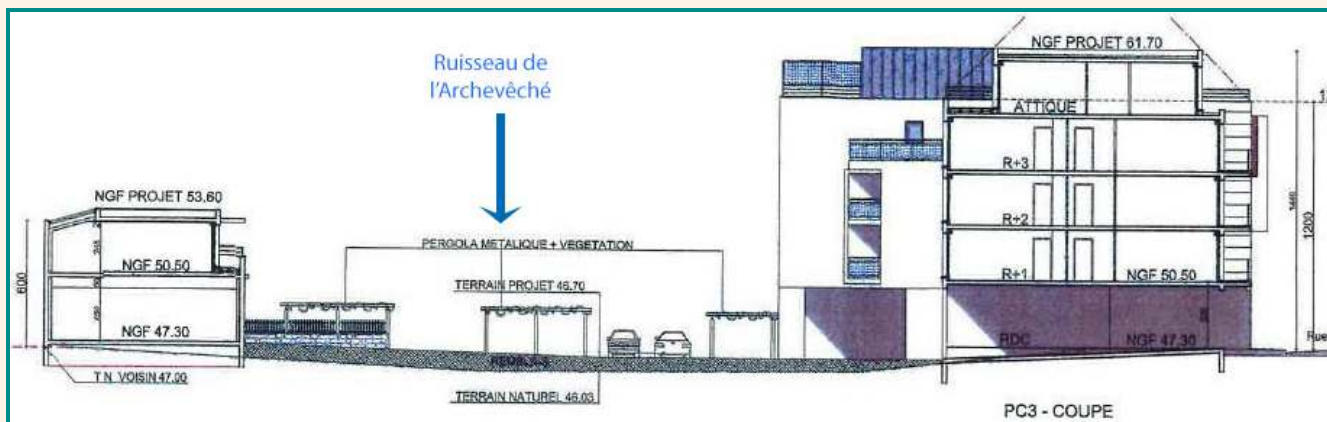 Ruisseau de
l'Archevêché
NGF PROJET 61.70
ATTIQUE
R+3
NGF PROJET 53.60
R+2
1200
PERGOLA METALIQUE + VEGETATION
600
NGF 50.50
R+1
NGF 50.50
TERRAIN PROJET 46.70
NGF 47.30
RDC
NGF 47.30
Rue
T N VOISIN 47.00
TERRAIN NATUREL 46.03
PC3 - COUPE